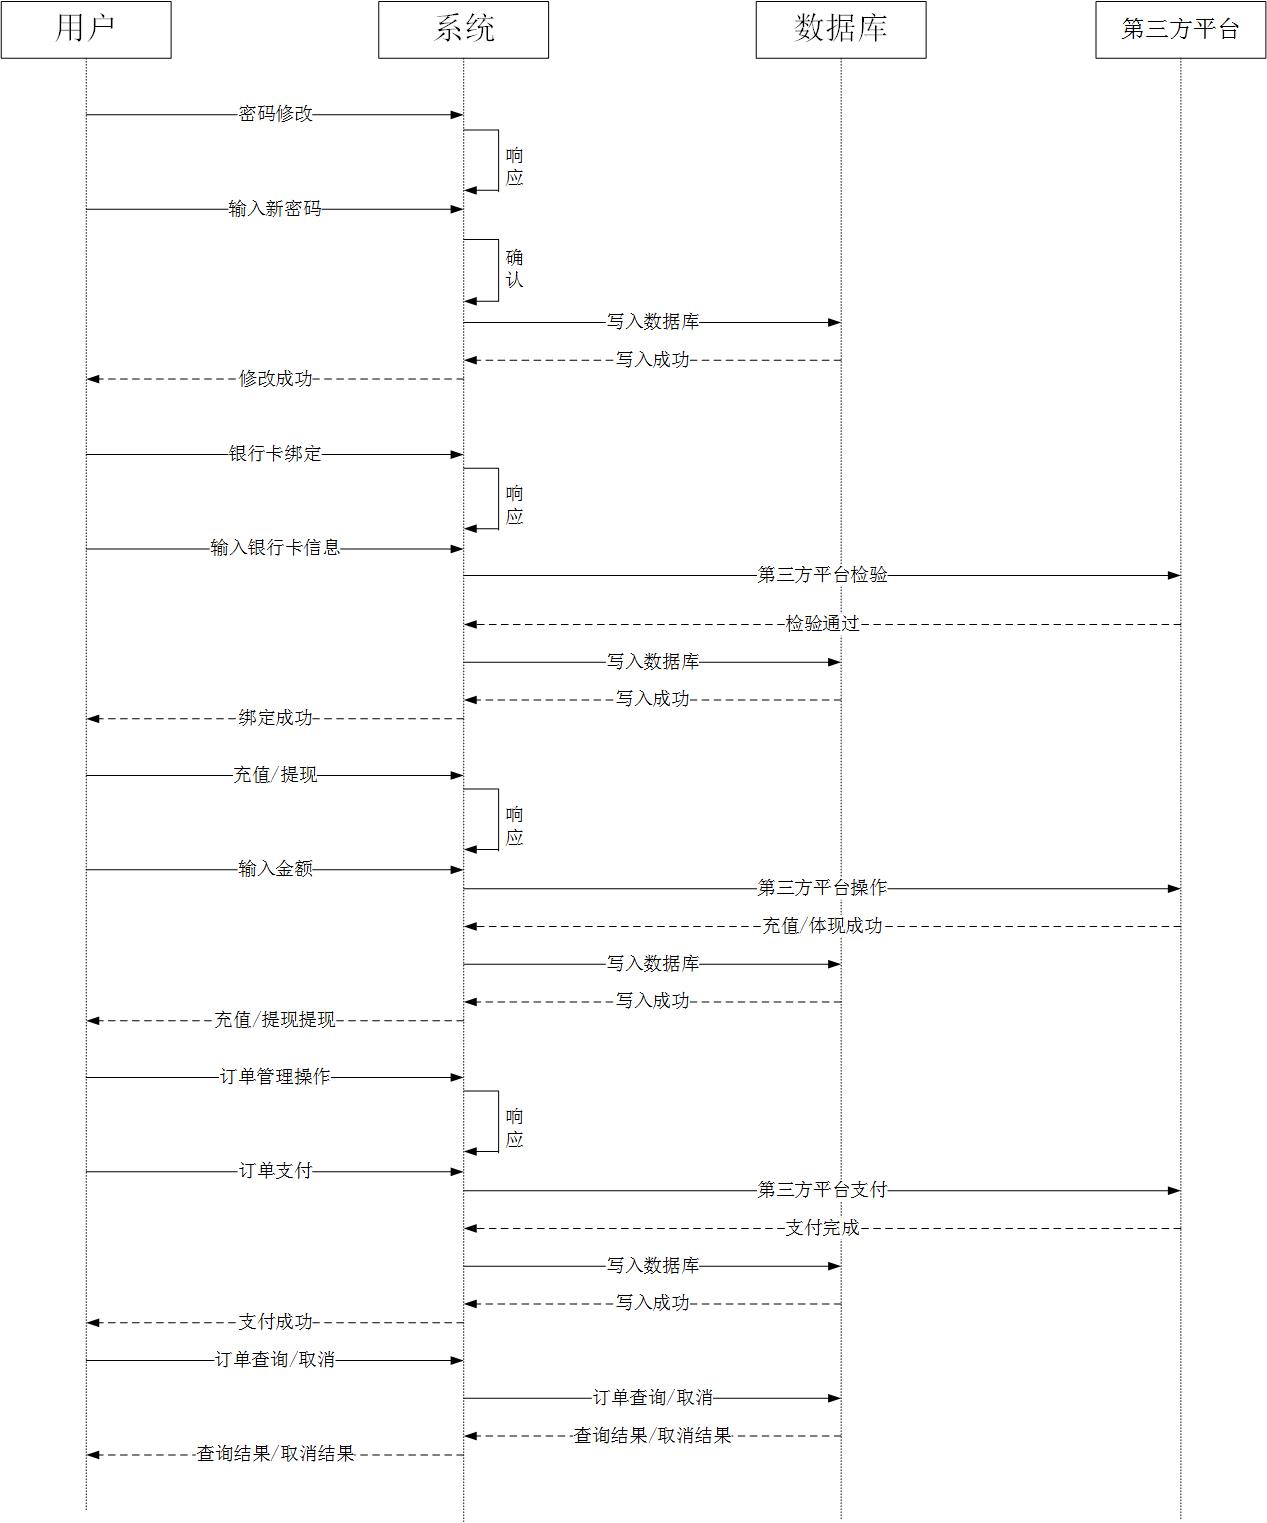 用户
系统
数据库
第三方平台
密码修改
响
应
输入新密码
确
认
写入数据库
写入成功
修改成功
银行卡绑定
响
应
输入银行卡信息
第三方平台检验
检验通过
写入数据库
写入成功
绑定成功
充值/提现
响
应
输入金额
第三方平台操作
充值/体现成功
写入数据库
写入成功
充值/提现提现
订单管理操作
响
应
订单支付
第三方平台支付
支付完成
写入数据库
写入成功
支付成功
订单查询/取消
订单查询/取消
查询结果/取消结果
查询结果/取消结果